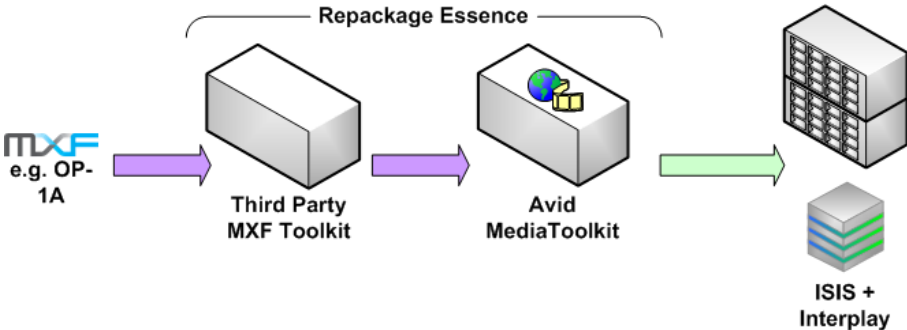 Repackage Essence
MXF
e.g. OP-
1A
Third Party
MXF Toolkit
Avid
MediaToolkit
ISIS +
Interplay